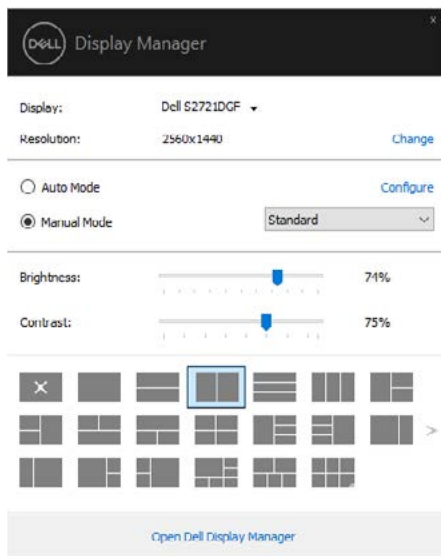 DELL Display Manager
Display: Dell S2721DGF
Resolution: 2560x1440 Change
Auto Mode Configure
Manual Mode Standard
Brightness: 74%
Contrast: 75%
Open Dell Display Manager